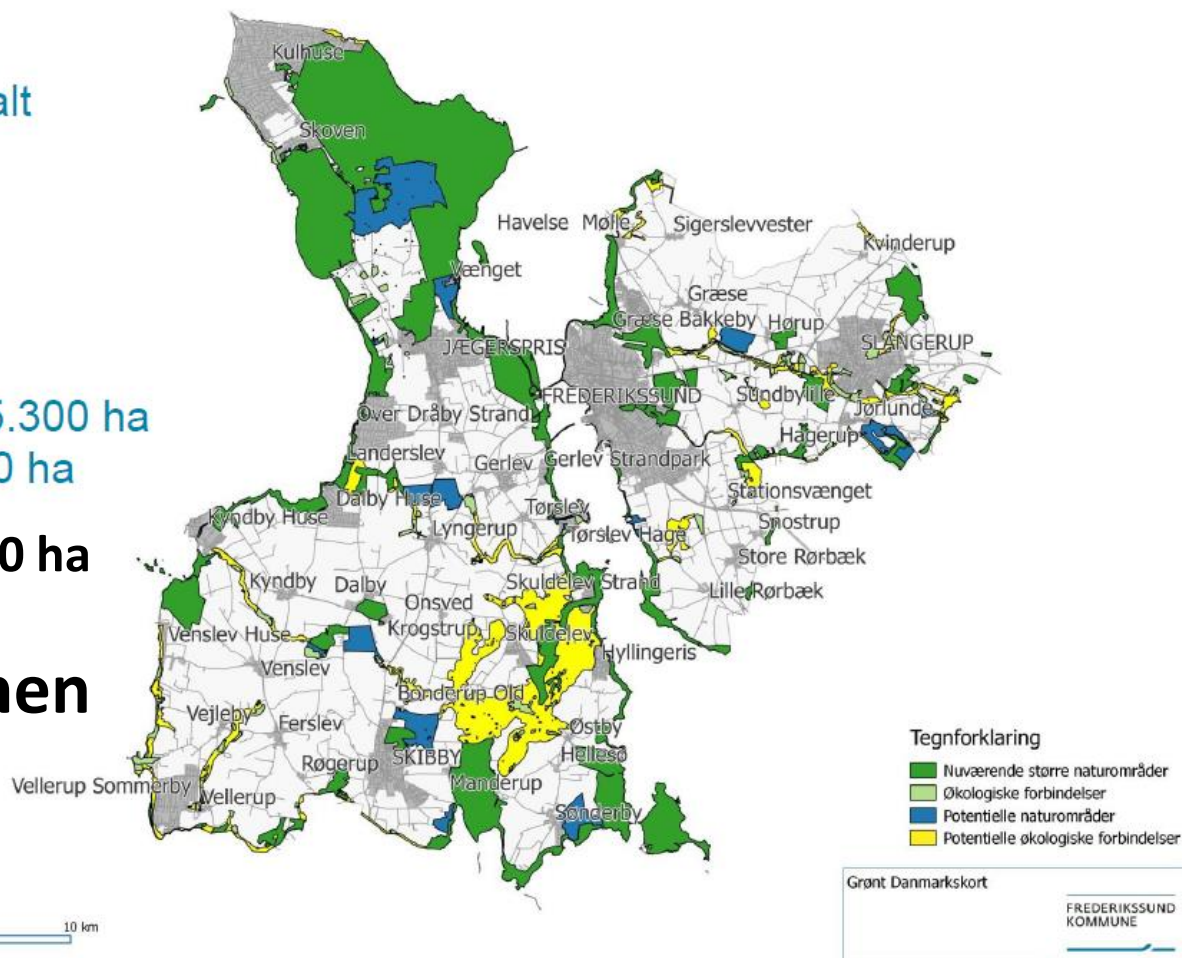 alt
5.300 ha
0 ha
0 ha
nen
Kulhuse
Skoven
Havelse Mølle
Sigerslevvester
Kvinderup
Vænget
Græse
Græse Bakkeby
Hørup
JÆGERSPRIS
SLANGERUP
FREDERIKSSUND
Sundbylille
Over Dråby Strand
Jørlunde
Hagerup
Landerslev
Gerlev
Gerlev Strandpark
Dalby Huse
Stationsvænget
Kyndby Huse
Lyngerup
Tørslev
Tørslev Hage
Snostrup
Store Rørbæk
Kyndby
Dalby
Skuldelev Strand
Onsved
Lille Rørbæk
Venslev Huse
Krogstrup
Skuldelev
Venslev
Hyllingeris
Bonderup Old
Vejleby
Ferslev
Østby
Røgerup
SKIBBY
Hellesø
Vellerup Sommerby
Vellerup
Manderup
Sønderby
Tegnforklaring
Nuværende større naturområder
Økologiske forbindelser
Potentielle naturområder
Potentielle økologiske forbindelser
Grønt Danmarkskort
FREDERIKSSUND
KOMMUNE
10 km